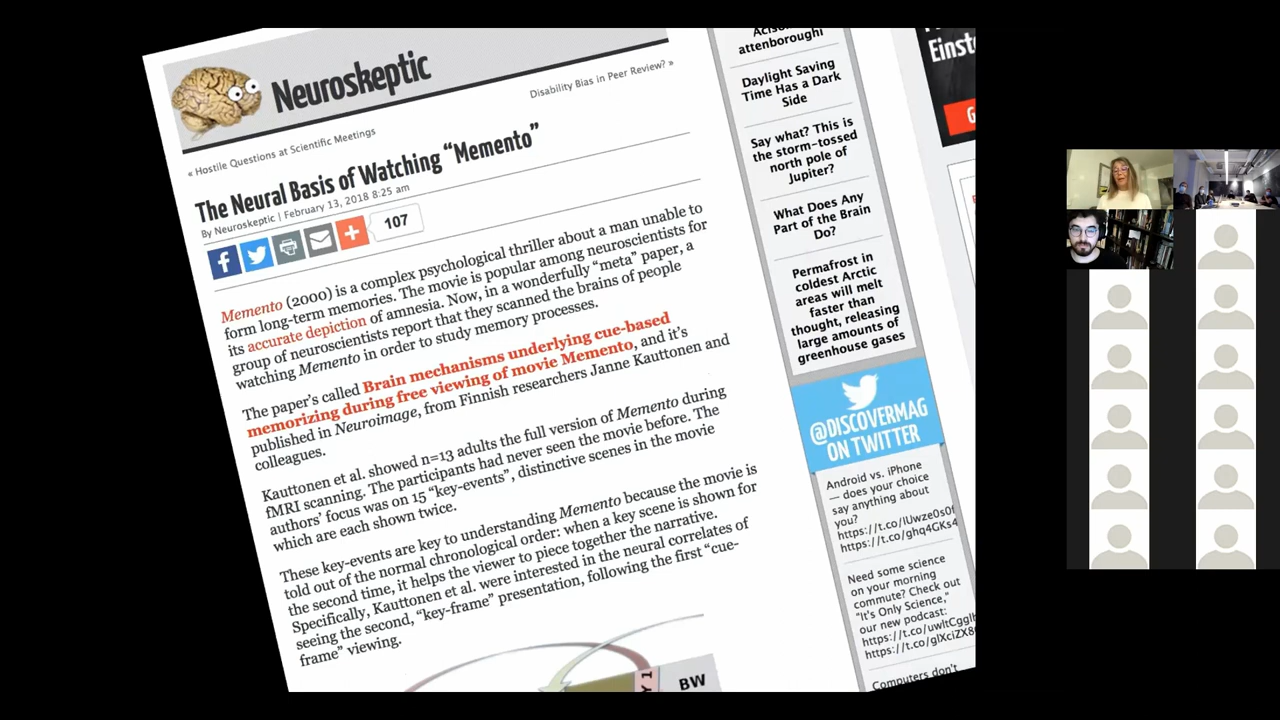 Neuroskeptic
« Hostile Questions at Scientific Meetings
Disability Bias in Peer Review? »
The Neural Basis of Watching “Memento”
By Neuroskeptic | February 13, 2018 8:25 am
107
Memento (2000) is a complex psychological thriller about a man unable to
form long-term memories. The movie is popular among neuroscientists for
its accurate depiction of amnesia. Now, in a wonderfully “meta” paper, a
group of neuroscientists report that they scanned the brains of people
watching Memento in order to study memory processes.
The paper’s called Brain mechanisms underlying cue-based
memorizing during free viewing of movie Memento, and it’s
published in Neuroimage, from Finnish researchers Janne Kauttonen and
colleagues.
Kauttonen et al. showed n=13 adults the full version of Memento during
fMRI scanning. The participants had never seen the movie before. The
authors’ focus was on 15 “key-events”, distinctive scenes in the movie
which are each shown twice.
These key-events are key to understanding Memento because the movie is
told out of the normal chronological order: when a key scene is shown for
the second time, it helps the viewer to piece together the narrative.
Specifically, Kauttonen et al. were interested in the neural correlates of
seeing the second, “key-frame” presentation, following the first “cue-
frame” viewing.
BW
attenborough
Daylight Saving
Time Has a Dark
Side
Say what? This is
the storm-tossed
north pole of
Jupiter?
What Does Any
Part of the Brain
Do?
Permafrost in
coldest Arctic
areas will melt
faster than
thought, releasing
large amounts of
greenhouse gases
@DISCOVERMAG
ON TWITTER
Android vs. iPhone
— does your choice
say anything about
you?
Need some science
on your morning
commute? Check out
“It’s Only Science,”
our new podcast:
Computers don’t
Einst
G